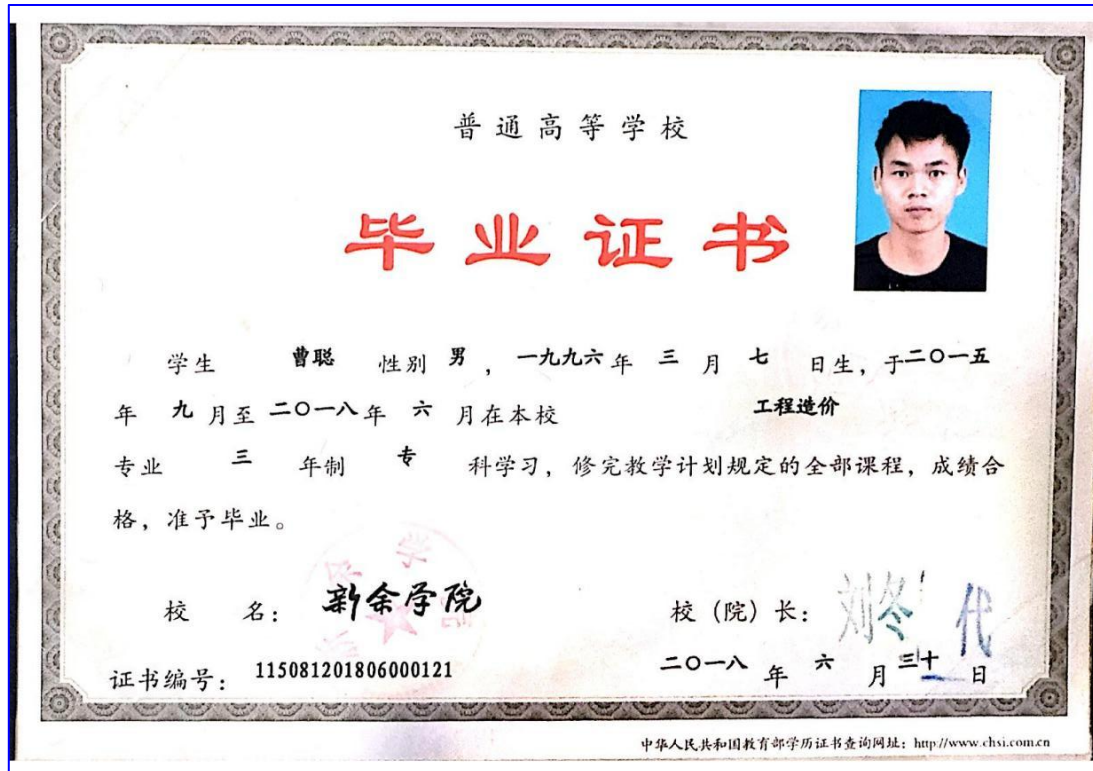 普通高等学校
毕业证书
学生 曹聪 性别 男，一九九六年 三 月 七 日生，于二〇一五
年 九 月至 二〇一八年 六 月在本校 工程造价
专业 三 年制 专 科学习，修完教学计划规定的全部课程，成绩合
格，准予毕业。
校 名： 新余学院 校（院）长：
证书编号： 115081201806000121 二〇一八 年 六 月 三十 日
中华人民共和国教育部学历证书查询网址：http://www.chsi.com.cn